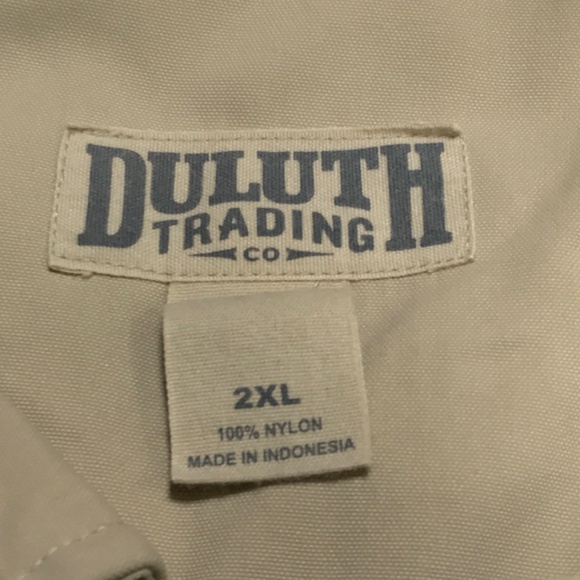 DULUTH
TRADING
CO
2XL
100% NYLON
MADE IN INDONESIA